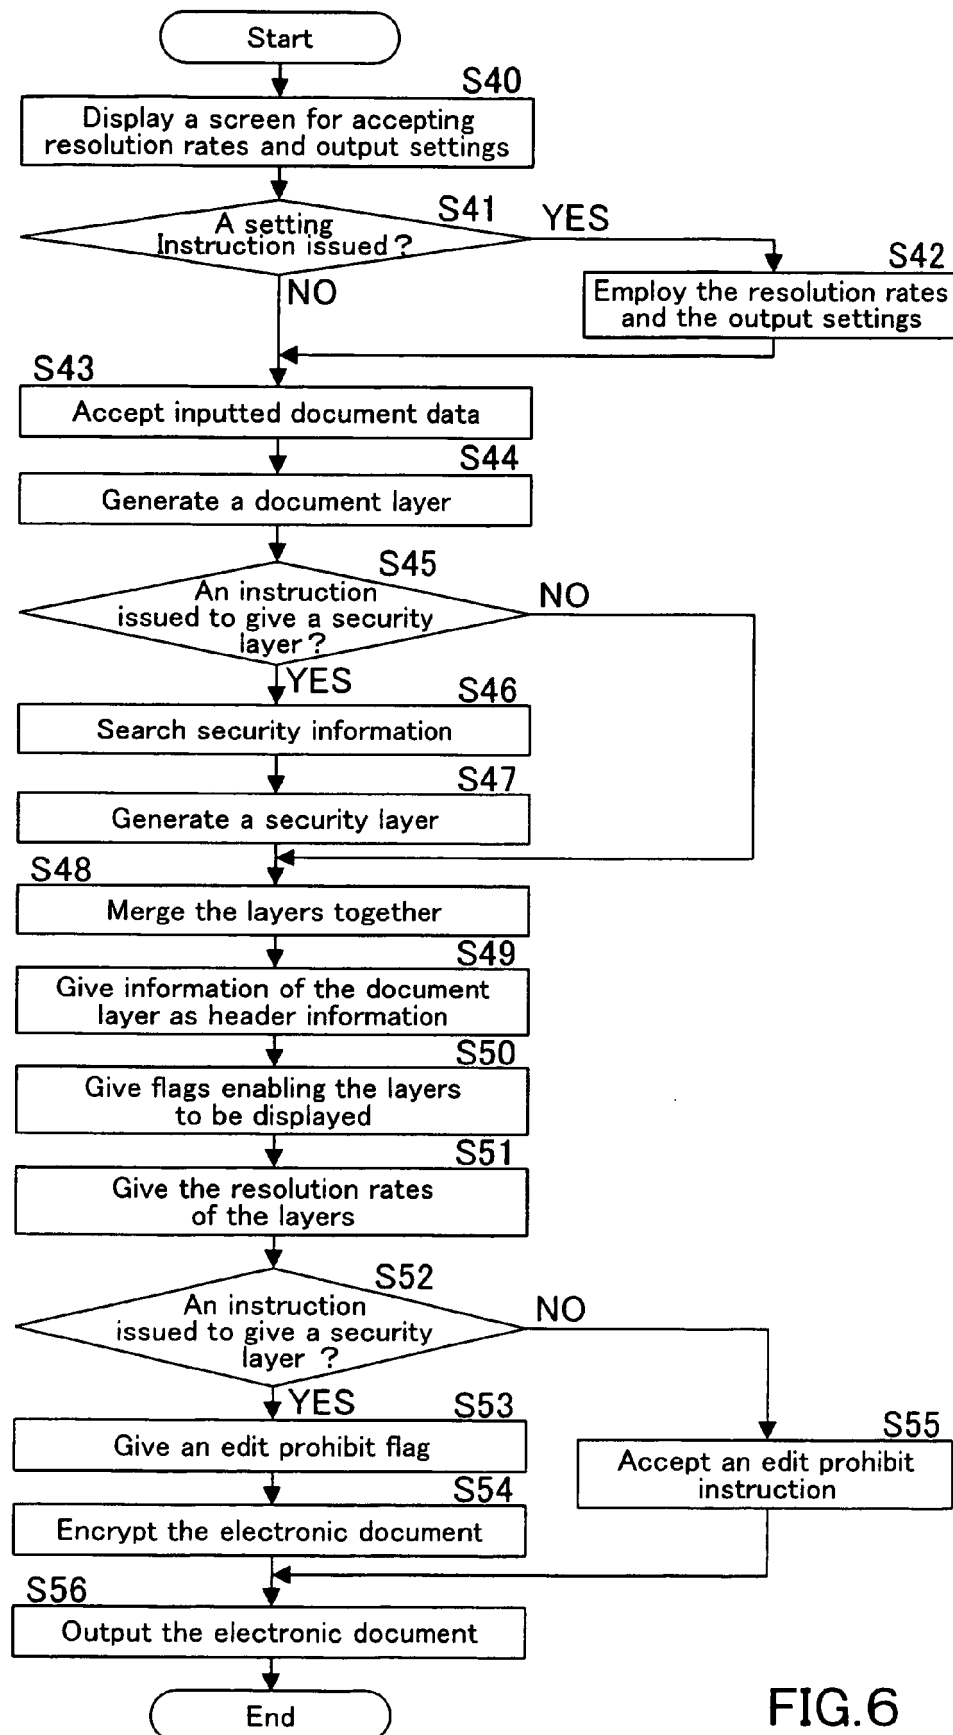 Start
S40
Display a screen for accepting
resolution rates and output settings
S41
A setting
Instruction issued?
YES
NO
S42
Employ the resolution rates
and the output settings
S43
Accept inputted document data
S44
Generate a document layer
S45
An instruction
issued to give a security
layer?
NO
YES
S46
Search security information
S47
Generate a security layer
S48
Merge the layers together
S49
Give information of the document
layer as header information
S50
Give flags enabling the layers
to be displayed
S51
Give the resolution rates
of the layers
S52
An instruction
issued to give a security
layer ?
NO
YES
S53
Give an edit prohibit flag
S55
Accept an edit prohibit
instruction
S54
Encrypt the electronic document
S56
Output the electronic document
End
FIG.6